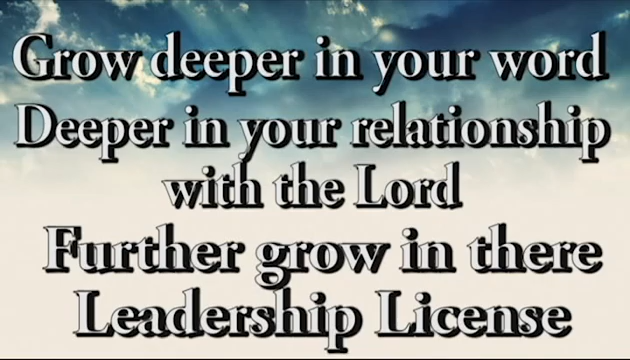 Grow deeper in your word
Deeper in your relationship
with the Lord
Further grow in there
Leadership License